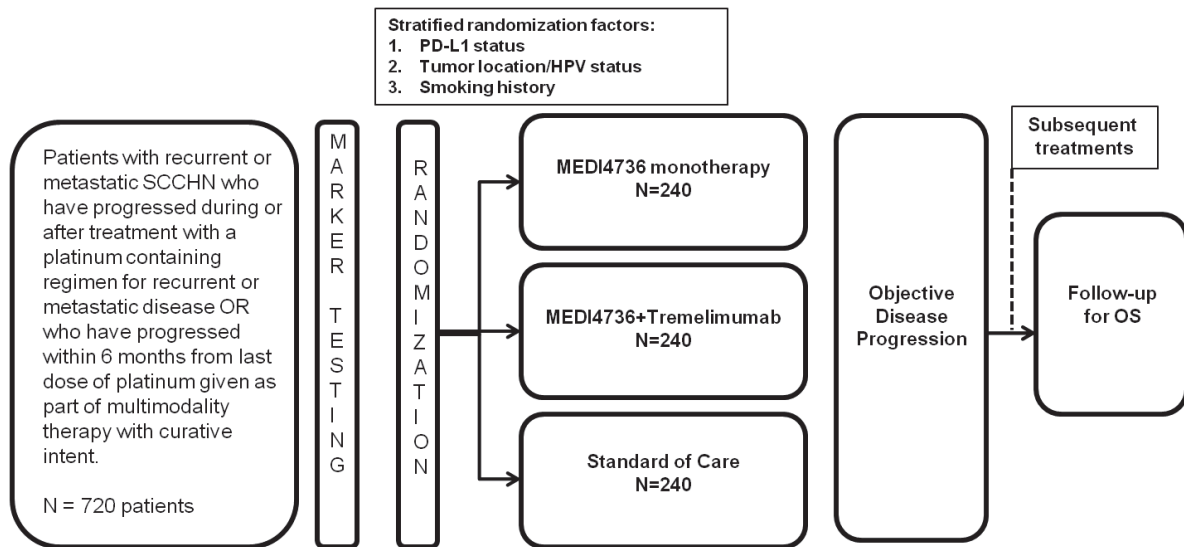 Stratified randomization factors:
1. PD-L1 status
2. Tumor location/HPV status
3. Smoking history
Patients with recurrent or
metastatic SCCHN who
have progressed during or
after treatment with a
platinum containing
regimen for recurrent or
metastatic disease OR
who have progressed
within 6 months from last
dose of platinum given as
part of multimodality
therapy with curative
intent.
N = 720 patients
MARKER TESTING
RANDOMIZATION
MEDI4736 monotherapy
N=240
MEDI4736+Tremelimumab
N=240
Standard of Care
N=240
Objective
Disease
Progression
Subsequent
treatments
Follow-up
for OS